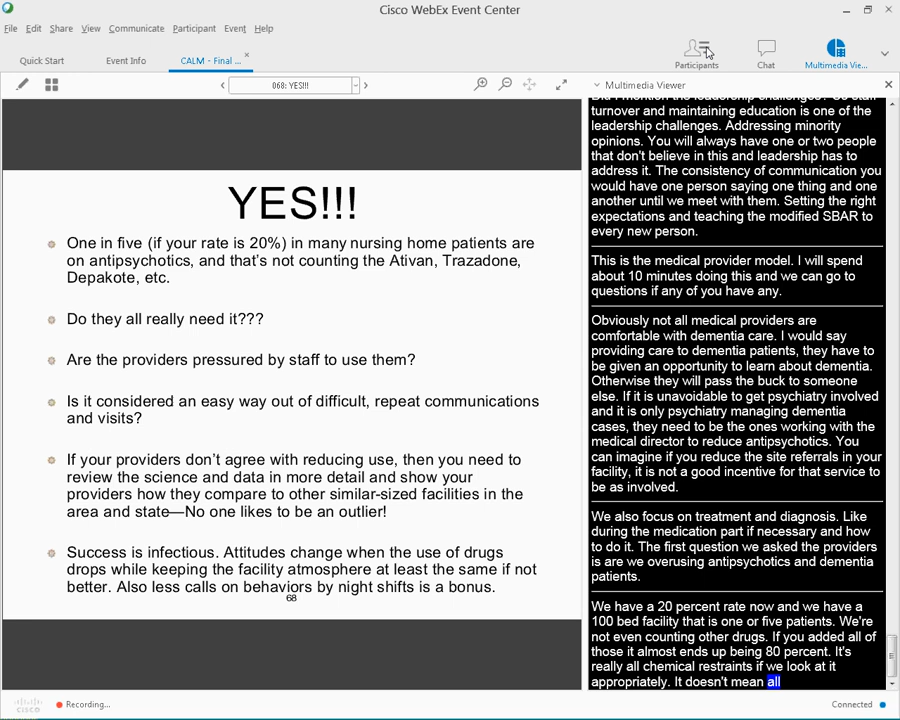 Cisco WebEx Event Center
File Edit Share View Communicate Participant Event Help
Quick Start Event Info CALM - Final ...
Participants Chat Multimedia Vie...
068: YES!!!
Multimedia Viewer
YES!!!
One in five (if your rate is 20%) in many nursing home patients are
on antipsychotics, and that's not counting the Ativan, Trazadone,
Depakote, etc.
Do they all really need it???
Are the providers pressured by staff to use them?
Is it considered an easy way out of difficult, repeat communications
and visits?
If your providers don't agree with reducing use, then you need to
review the science and data in more detail and show your
providers how they compare to other similar-sized facilities in the
area and state—No one likes to be an outlier!
Success is infectious. Attitudes change when the use of drugs
drops while keeping the facility atmosphere at least the same if not
better. Also less calls on behaviors by night shifts is a bonus.
68
Did I mention the leadership challenges? So staff
turnover and maintaining education is one of the
leadership challenges. Addressing minority
opinions. You will always have one or two people
that don't believe in this and leadership has to
address it. The consistency of communication you
would have one person saying one thing and one
another until we meet with them. Setting the right
expectations and teaching the modified SBAR to
every new person.
This is the medical provider model. I will spend
about 10 minutes doing this and we can go to
questions if any of you have any.
Obviously not all medical providers are
comfortable with dementia care. I would say
providing care to dementia patients, they have to
be given an opportunity to learn about dementia.
Otherwise they will pass the buck to someone
else. If it is unavoidable to get psychiatry involved
and it is only psychiatry managing dementia
cases, they need to be the ones working with the
medical director to reduce antipsychotics. You
can imagine if you reduce the site referrals in your
facility, it is not a good incentive for that service to
be as involved.
We also focus on treatment and diagnosis. Like
during the medication part if necessary and how
to do it. The first question we asked the providers
is are we overusing antipsychotics and dementia
patients.
We have a 20 percent rate now and we have a
100 bed facility that is one or five patients. We're
not even counting other drugs. If you added all of
those it almost ends up being 80 percent. It's
really all chemical restraints if we look at it
appropriately. It doesn't mean all
cisco Recording... Connected